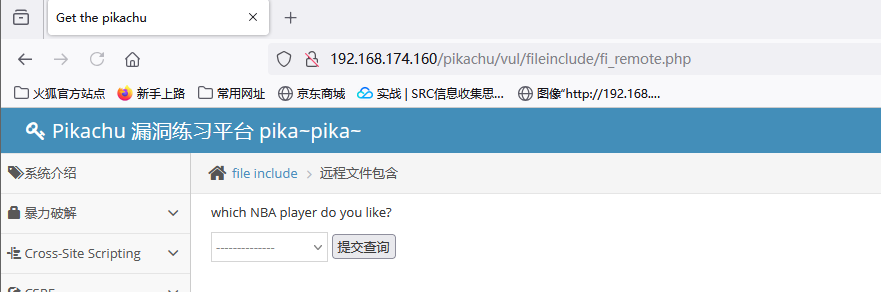 Get the pikachu
192.168.174.160/pikachu/vul/fileinclude/fi_remote.php
火狐官方站点 新手上路 常用网址 京东商城 实战 | SRC信息收集思... 图像"http://192.168....
Pikachu 漏洞练习平台 pika~pika~
系统介绍
file include > 远程文件包含
暴力破解
which NBA player do you like?
-------------- 提交查询
Cross-Site Scripting
CSRF